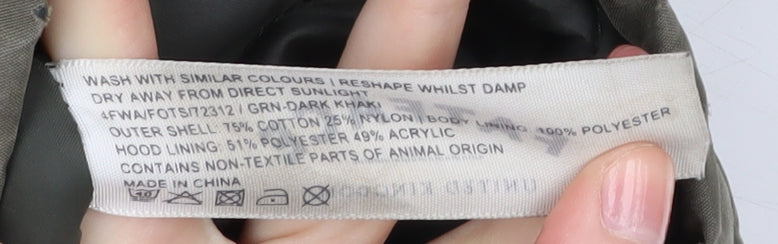 WASH WITH SIMILAR COLOURS | RESHAPE WHILST DAMP
DRY AWAY FROM DIRECT SUNLIGHT
4FWA/FOTS/72312 / GRN-DARK KHAKI
OUTER SHELL: 75% COTTON 25% NYLON | BODY LINING: 100% POLYESTER
HOOD LINING: 51% POLYESTER 49% ACRYLIC
CONTAINS NON-TEXTILE PARTS OF ANIMAL ORIGIN
MADE IN CHINA
40
UNITED KINGDOM